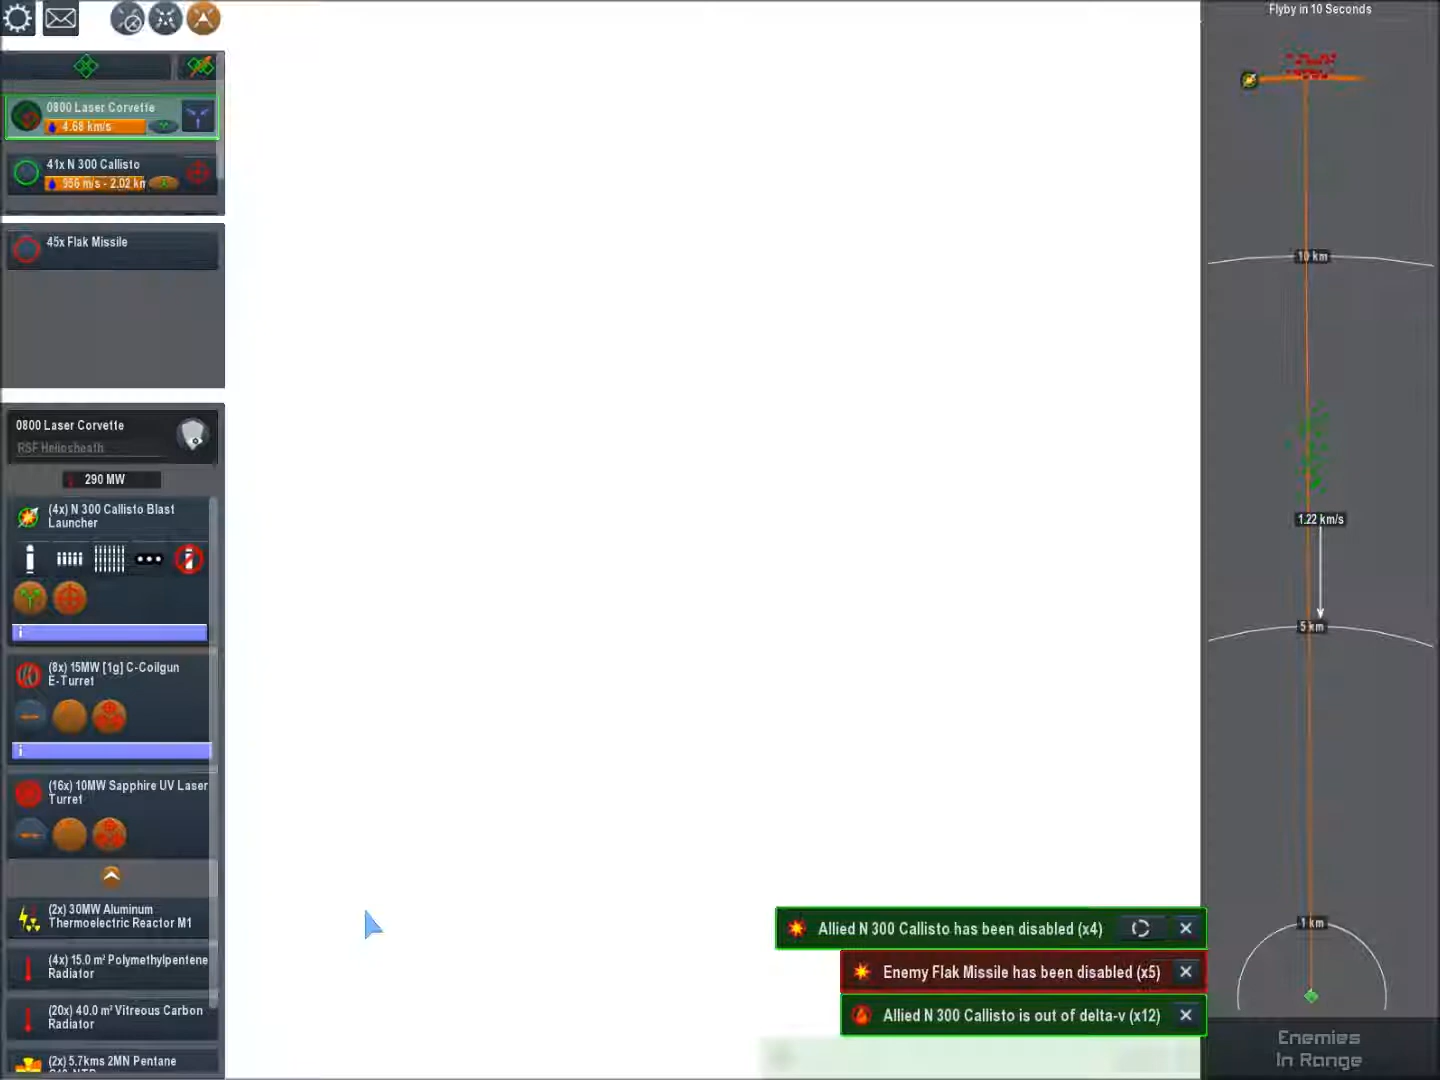 Flyby in 10 Seconds
0800 Laser Corvette
4.68 km/s
41x N 300 Callisto
956 m/s - 2.02 km
45x Flak Missile
10 km
0800 Laser Corvette
RSF Heliosheath
290 MW
(4x) N 300 Callisto Blast
Launcher
1.22 km/s
5 km
(8x) 15MW [1g] C-Coilgun
E-Turret
(16x) 10MW Sapphire UV Laser
Turret
(2x) 30MW Aluminum
Thermoelectric Reactor M1
1 km
Allied N 300 Callisto has been disabled (x4)
(4x) 15.0 m² Polymethylpentene
Radiator
Enemy Flak Missile has been disabled (x5)
(20x) 40.0 m² Vitreous Carbon
Radiator
Allied N 300 Callisto is out of delta-v (x12)
Enemies
In Range
(2x) 5.7kms 2MN Pentane